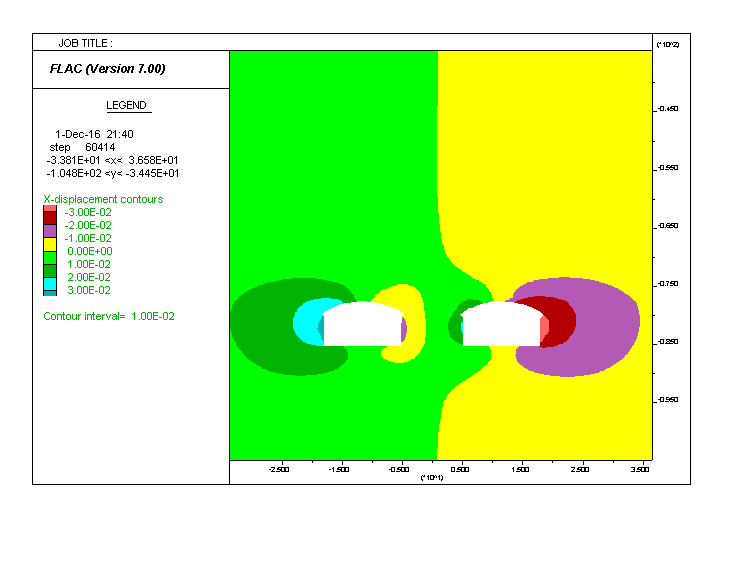 JOB TITLE :
FLAC (Version 7.00)
LEGEND
1-Dec-16 21:40
step 60414
-3.381E+01 <x< 3.658E+01
-1.048E+02 <y< -3.445E+01
X-displacement contours
-3.00E-02
-2.00E-02
-1.00E-02
0.00E+00
1.00E-02
2.00E-02
3.00E-02
Contour interval= 1.00E-02
(*10^2)
-0.450
-0.550
-0.650
-0.750
-0.850
-0.950
-2.500 -1.500 -0.500 0.500 1.500 2.500 3.500
(*10^1)